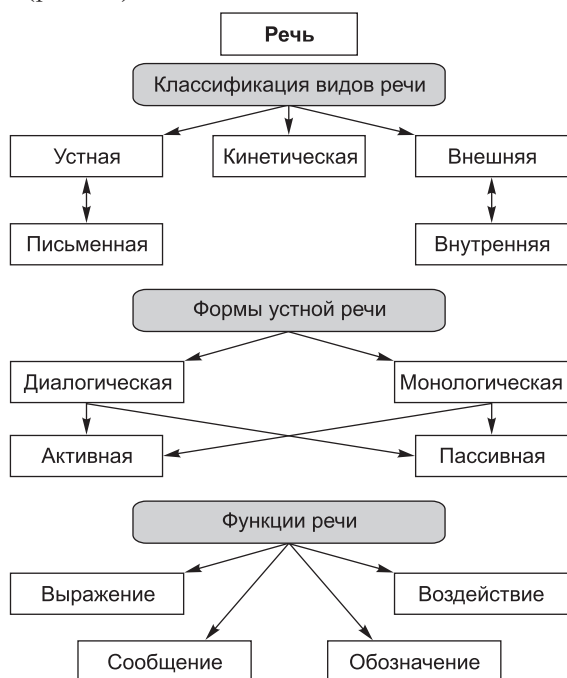 Речь
Классификация видов речи
Устная Кинетическая Внешняя
Письменная Внутренняя
Формы устной речи
Диалогическая Монологическая
Активная Пассивная
Функции речи
Выражение Воздействие
Сообщение Обозначение